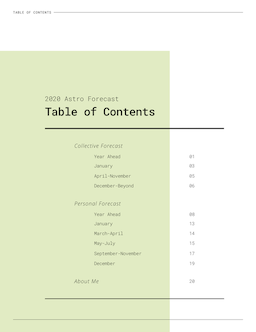 TABLE OF CONTENTS
2020 Astro Forecast
Table of Contents
Collective Forecast
Year Ahead 01
January 02
April-November 05
December-Beyond 06
Personal Forecast
Year Ahead 08
January 13
March-April 14
May-July 15
September-November 17
December 19
About Me 20